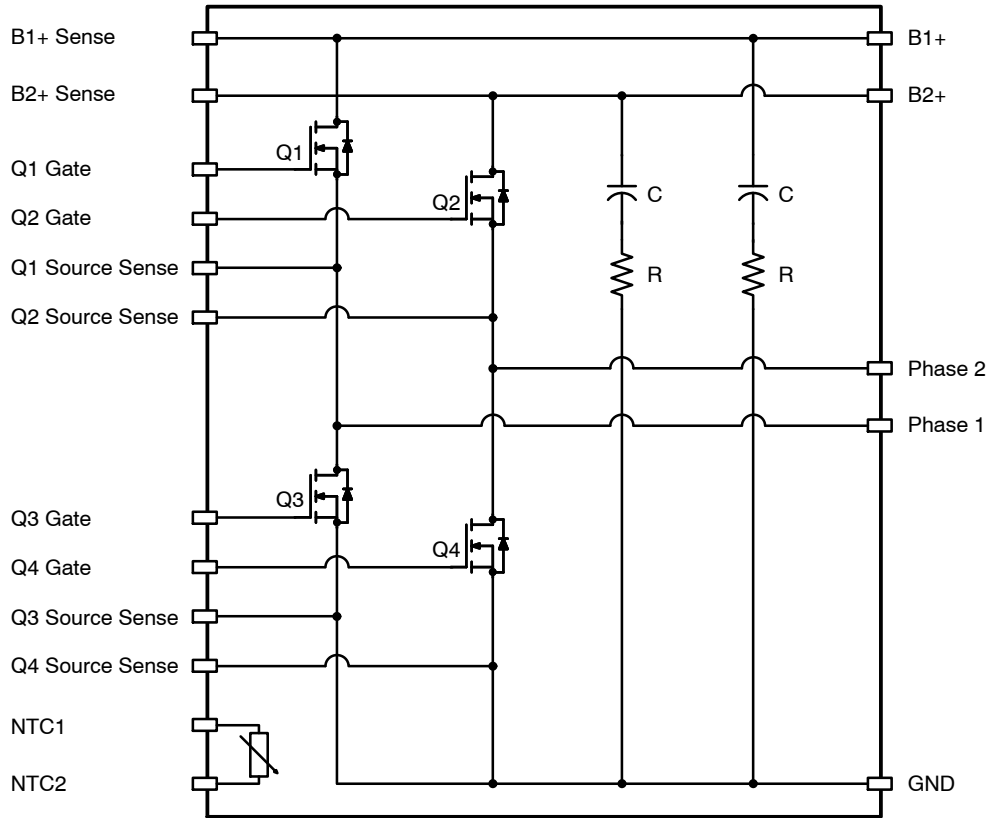 B1+ Sense
B1+
B2+ Sense
B2+
Q1
Q1 Gate
Q2
C
C
Q2 Gate
Q1 Source Sense
R
R
Q2 Source Sense
Phase 2
Phase 1
Q3
Q3 Gate
Q4
Q4 Gate
Q3 Source Sense
Q4 Source Sense
NTC1
NTC2
GND